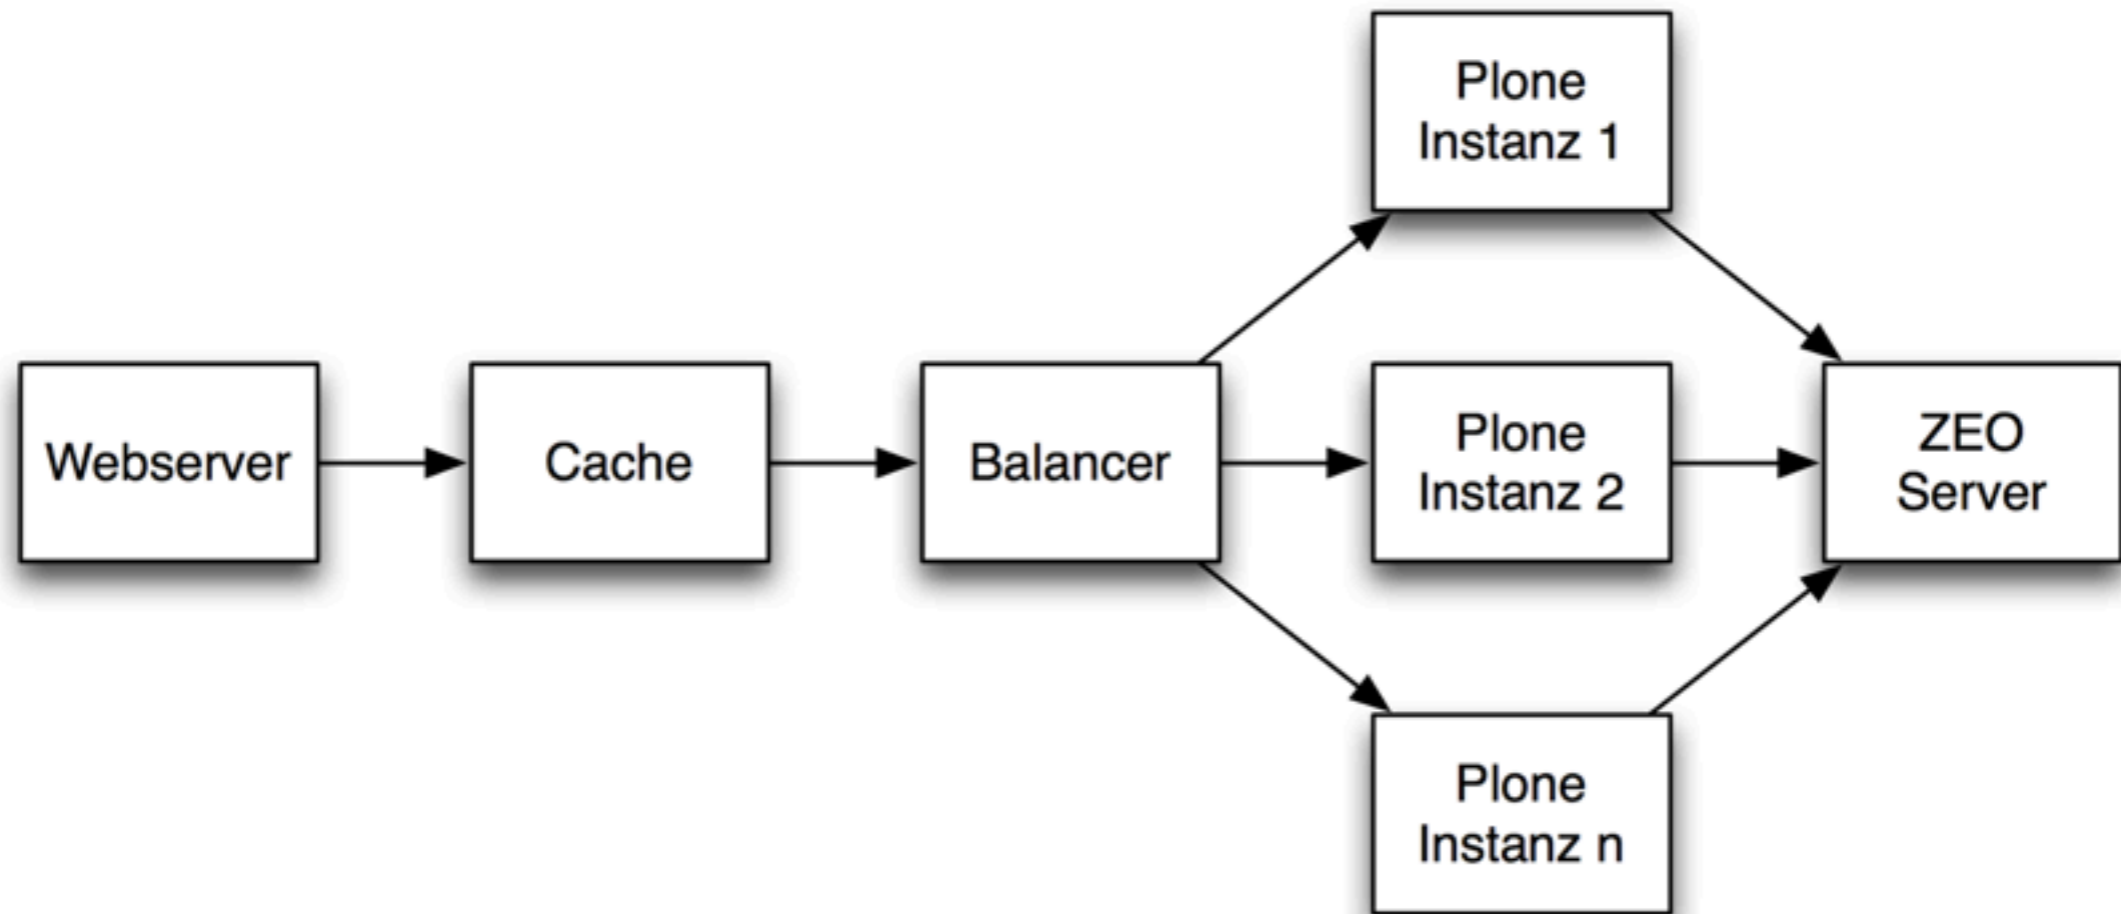 Plone
Instanz 1
Webserver
Cache
Balancer
Plone
Instanz 2
ZEO
Server
Plone
Instanz n